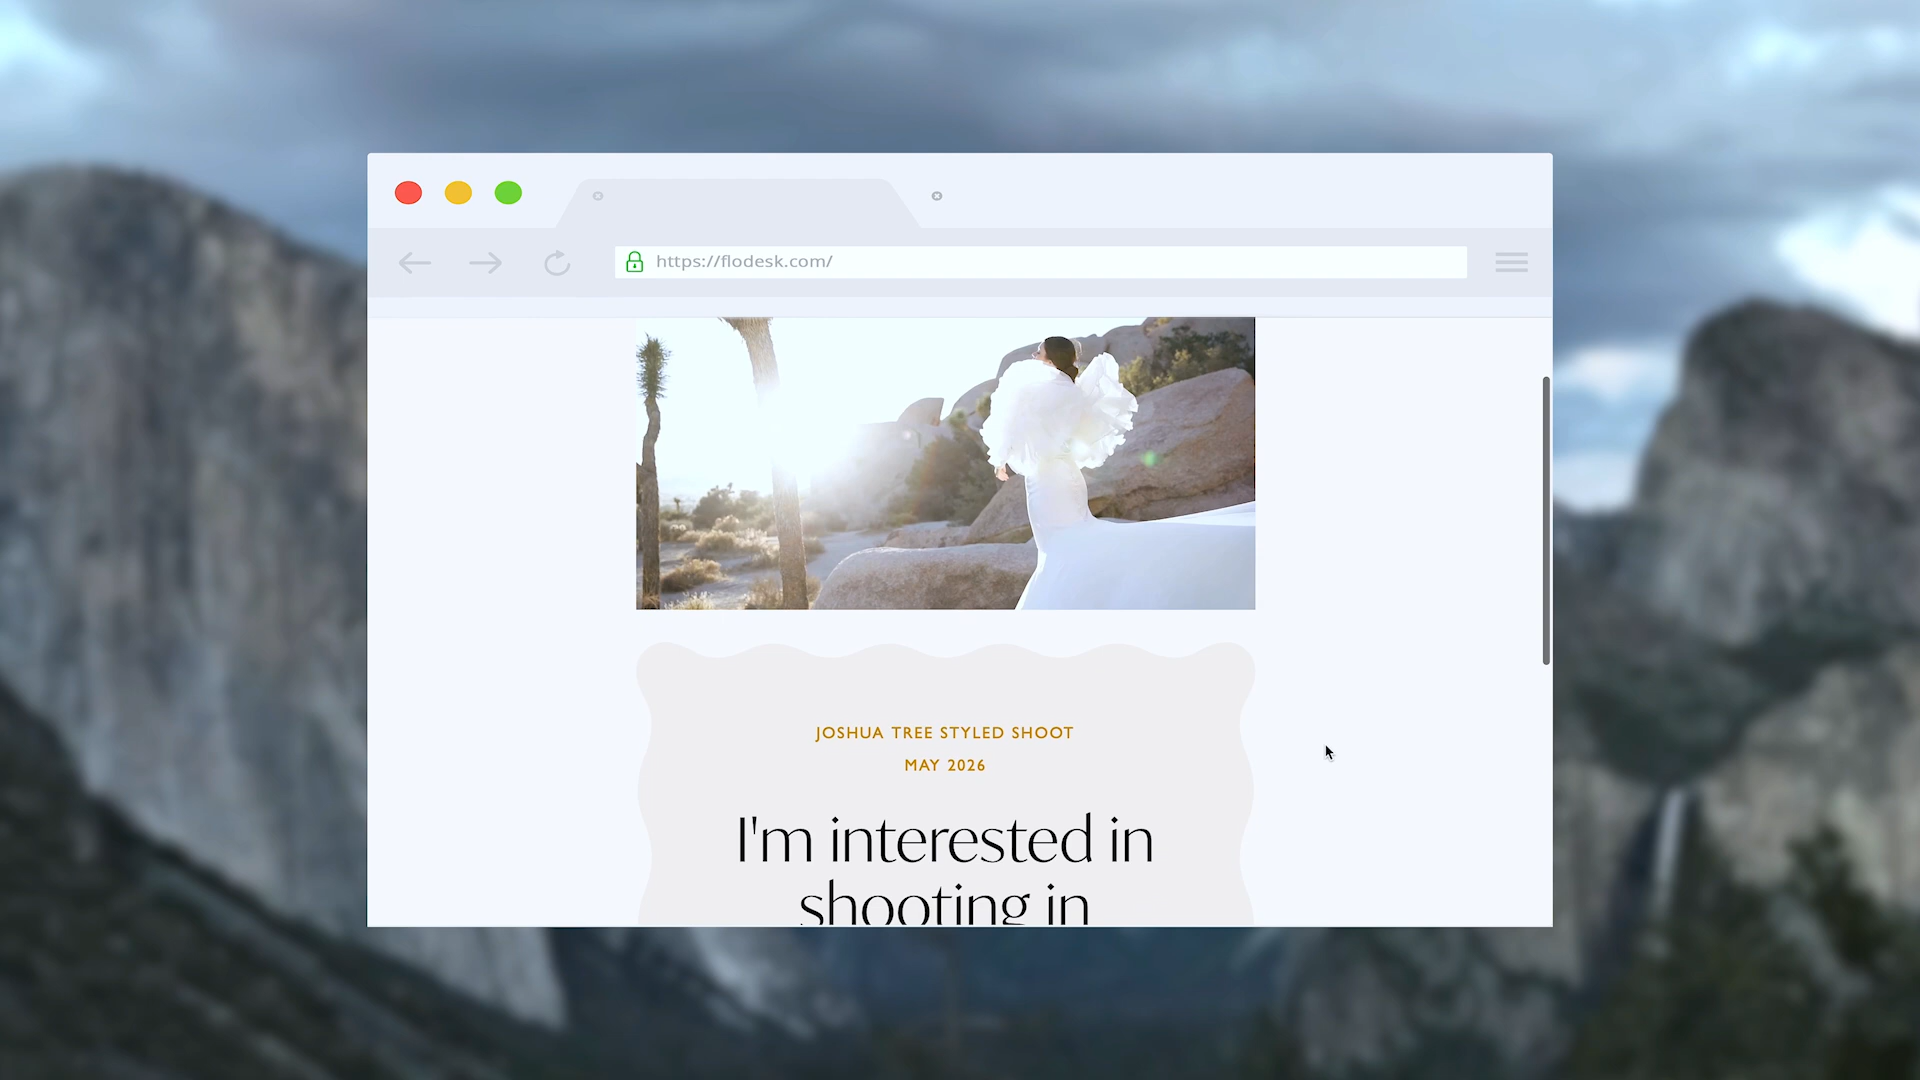 https://flodesk.com/
JOSHUA TREE STYLED SHOOT
MAY 2026
I'm interested in
shooting in